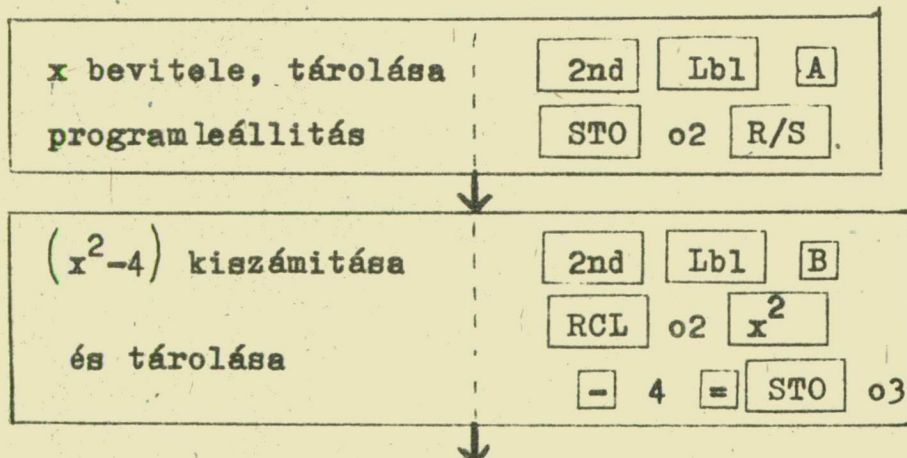 x bevitele, tárolása 2nd Lbl A
programleállitás STO o2 R/S
(x²-4) kiszámitása 2nd Lbl B
RCL o2 x²
és tárolása
- 4 = STO o3